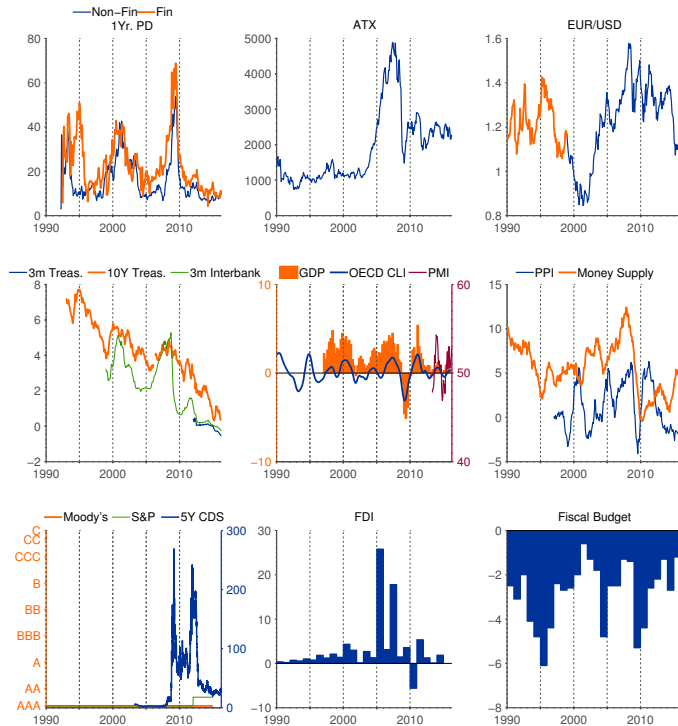 Non−Fin Fin
1Yr. PD
80
60
40
20
0
1990 2000 2010
ATX
5000
4000
3000
2000
1000
0
1990 2000 2010
EUR/USD
1.6
1.4
1.2
1
0.8
1990 2000 2010
3m Treas. 10Y Treas. 3m Interbank
8
6
4
2
0
−2
1990 2000 2010
GDP OECD CLI PMI
10 60
0 50
−10 40
1990 2000 2010
PPI Money Supply
15
10
5
0
−5
1990 2000 2010
Moody's S&P 5Y CDS
C 300
CC
CCC
B 200
BB
BBB
A 100
AA
AAA 0
1990 2000 2010
FDI
30
20
10
0
−10
1990 2000 2010
Fiscal Budget
0
−2
−4
−6
−8
1990 2000 2010